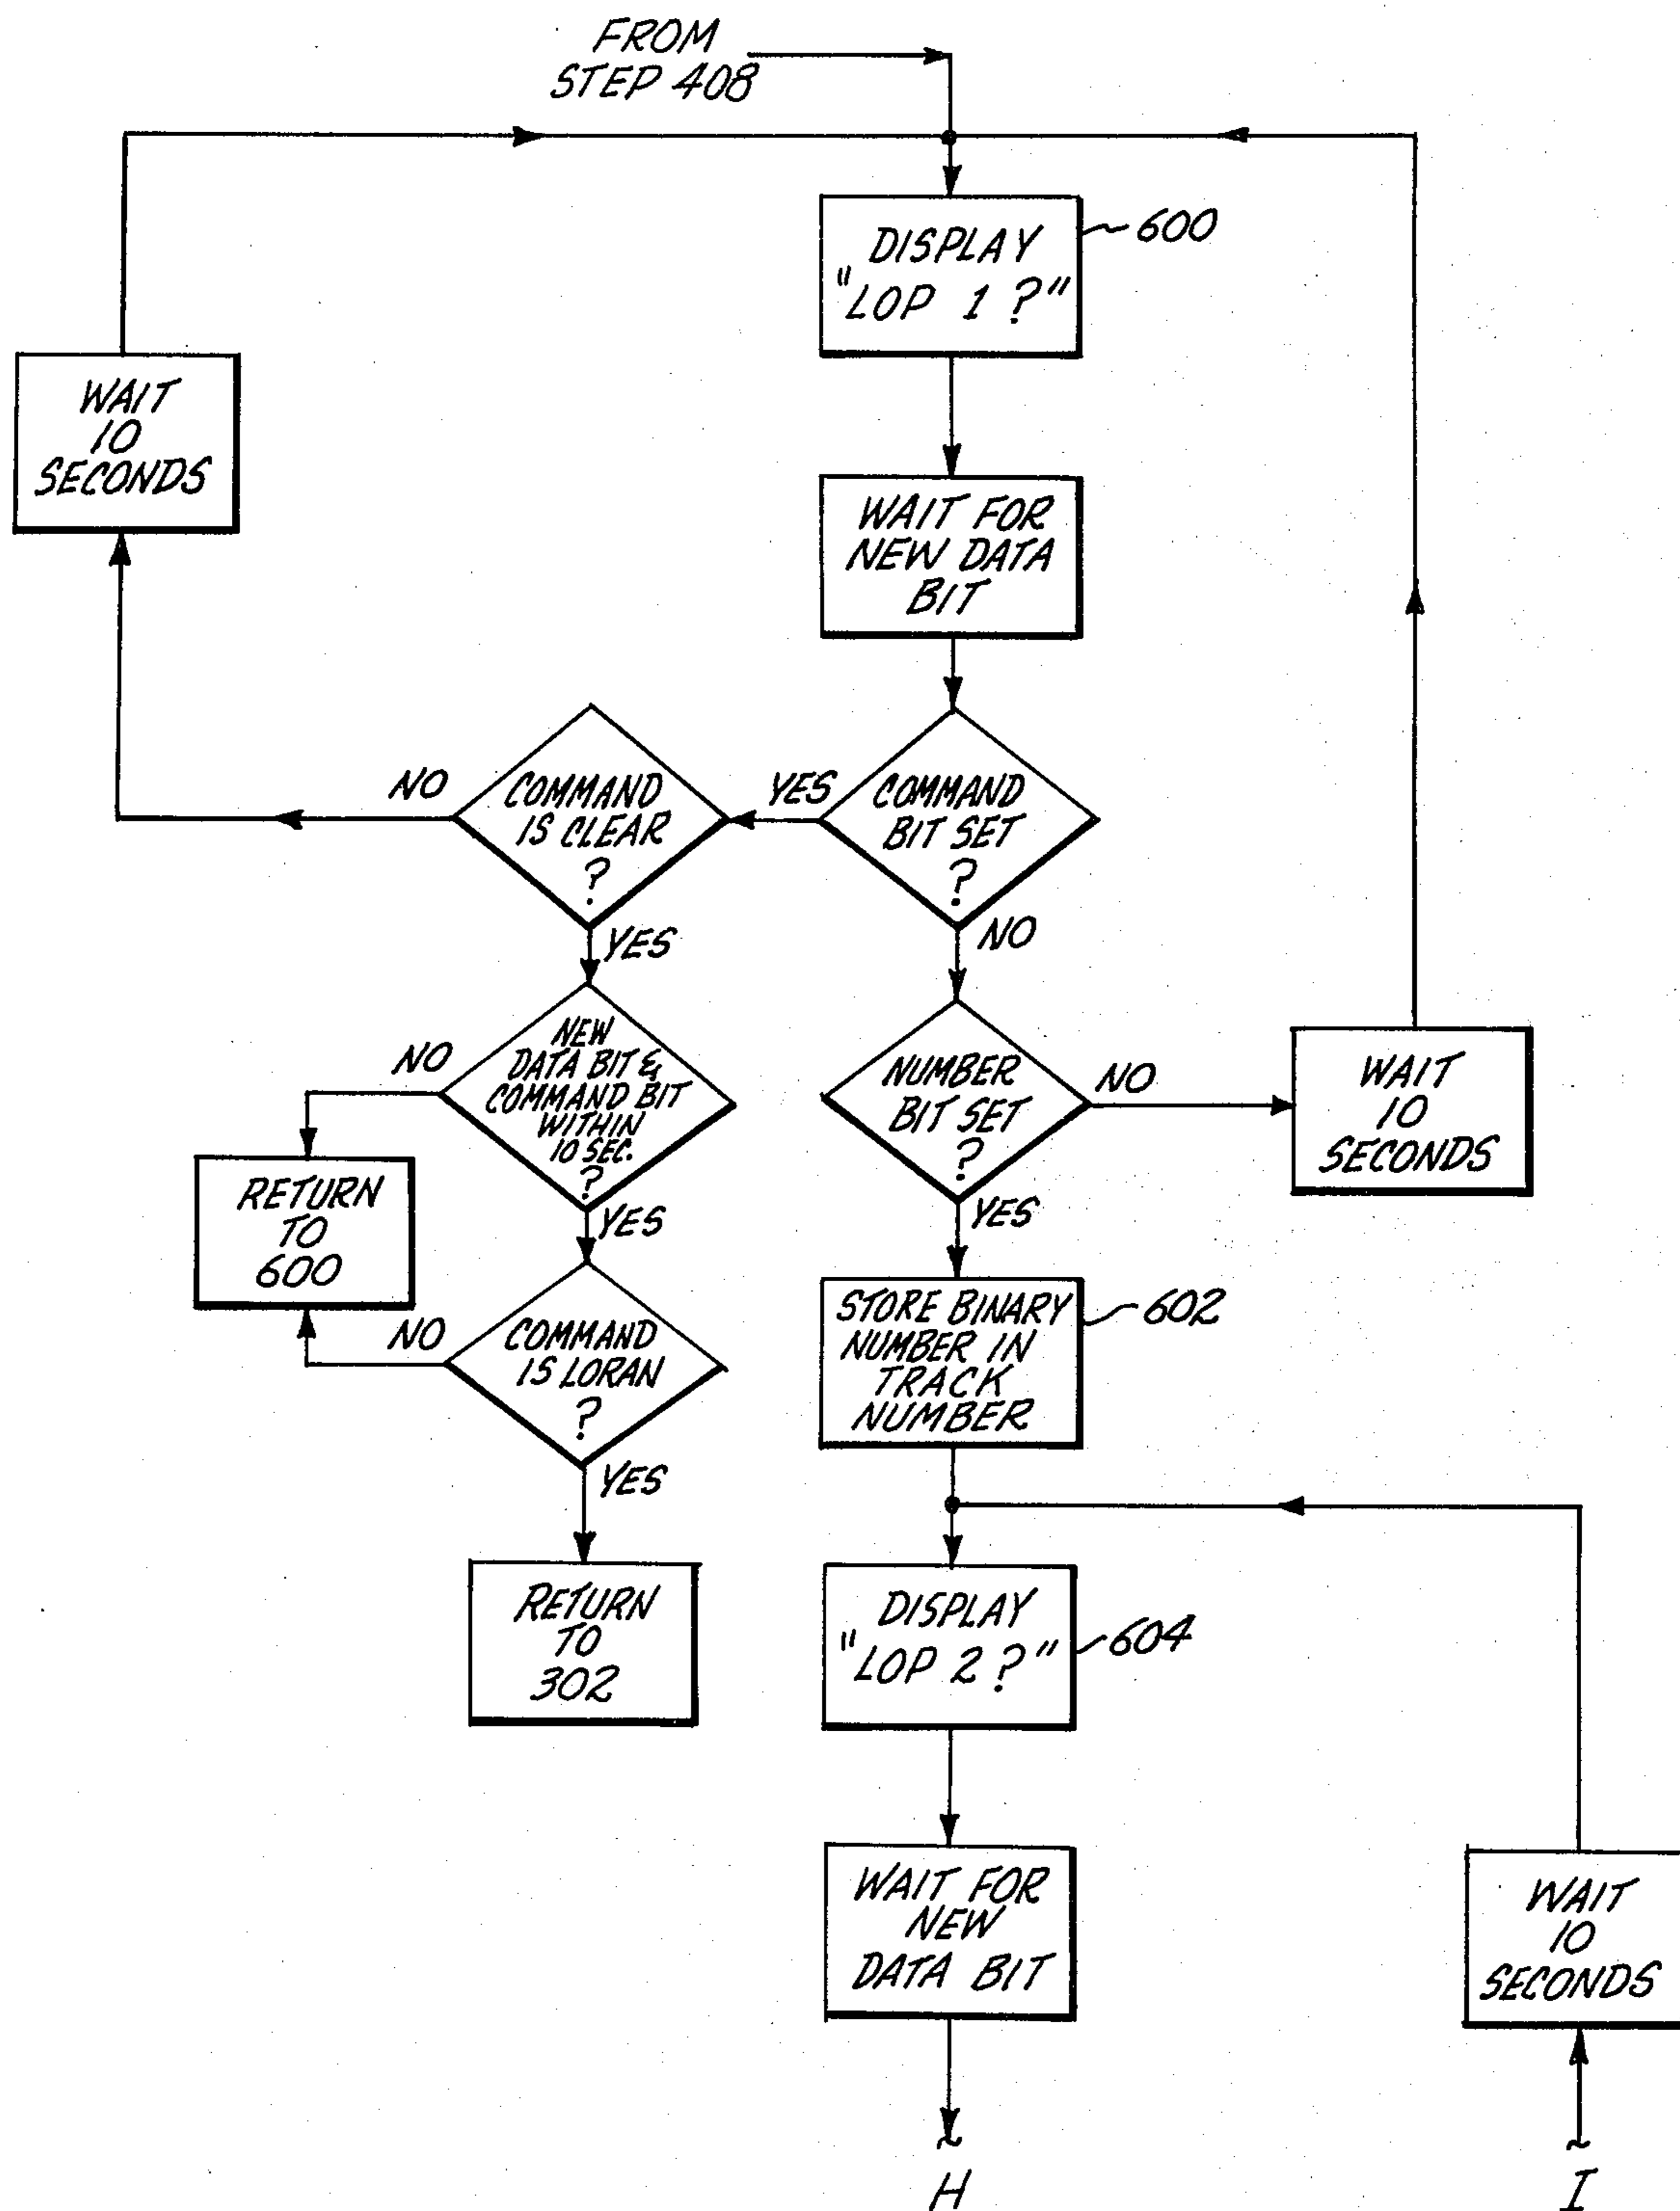 FROM
STEP 408
DISPLAY
"LOP 1 ?"
600
WAIT
10
SECONDS
WAIT FOR
NEW DATA
BIT
COMMAND
BIT SET
?
YES
NO
COMMAND
IS CLEAR
?
NO
YES
NEW
DATA BIT &
COMMAND BIT
WITHIN
10 SEC.
?
NO
YES
NUMBER
BIT SET
?
NO
YES
WAIT
10
SECONDS
RETURN
TO
600
COMMAND
IS LORAN
?
NO
YES
STORE BINARY
NUMBER IN
TRACK
NUMBER
602
RETURN
TO
302
DISPLAY
"LOP 2 ?"
604
WAIT FOR
NEW
DATA BIT
WAIT
10
SECONDS
H
I